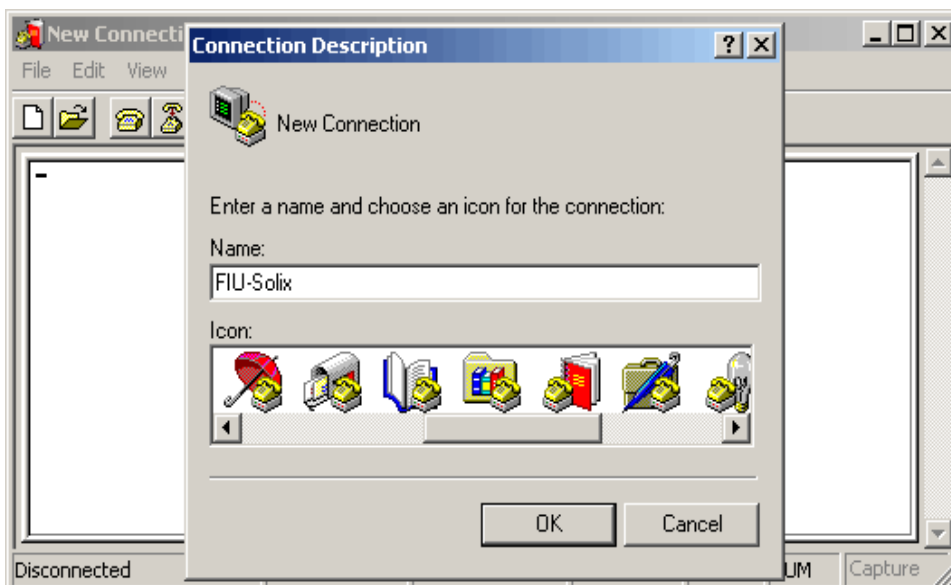 New Connecti
Connection Description
File Edit View
New Connection
Enter a name and choose an icon for the connection:
Name:
FIU-Solix
Icon:
OK Cancel
Disconnected UM Capture